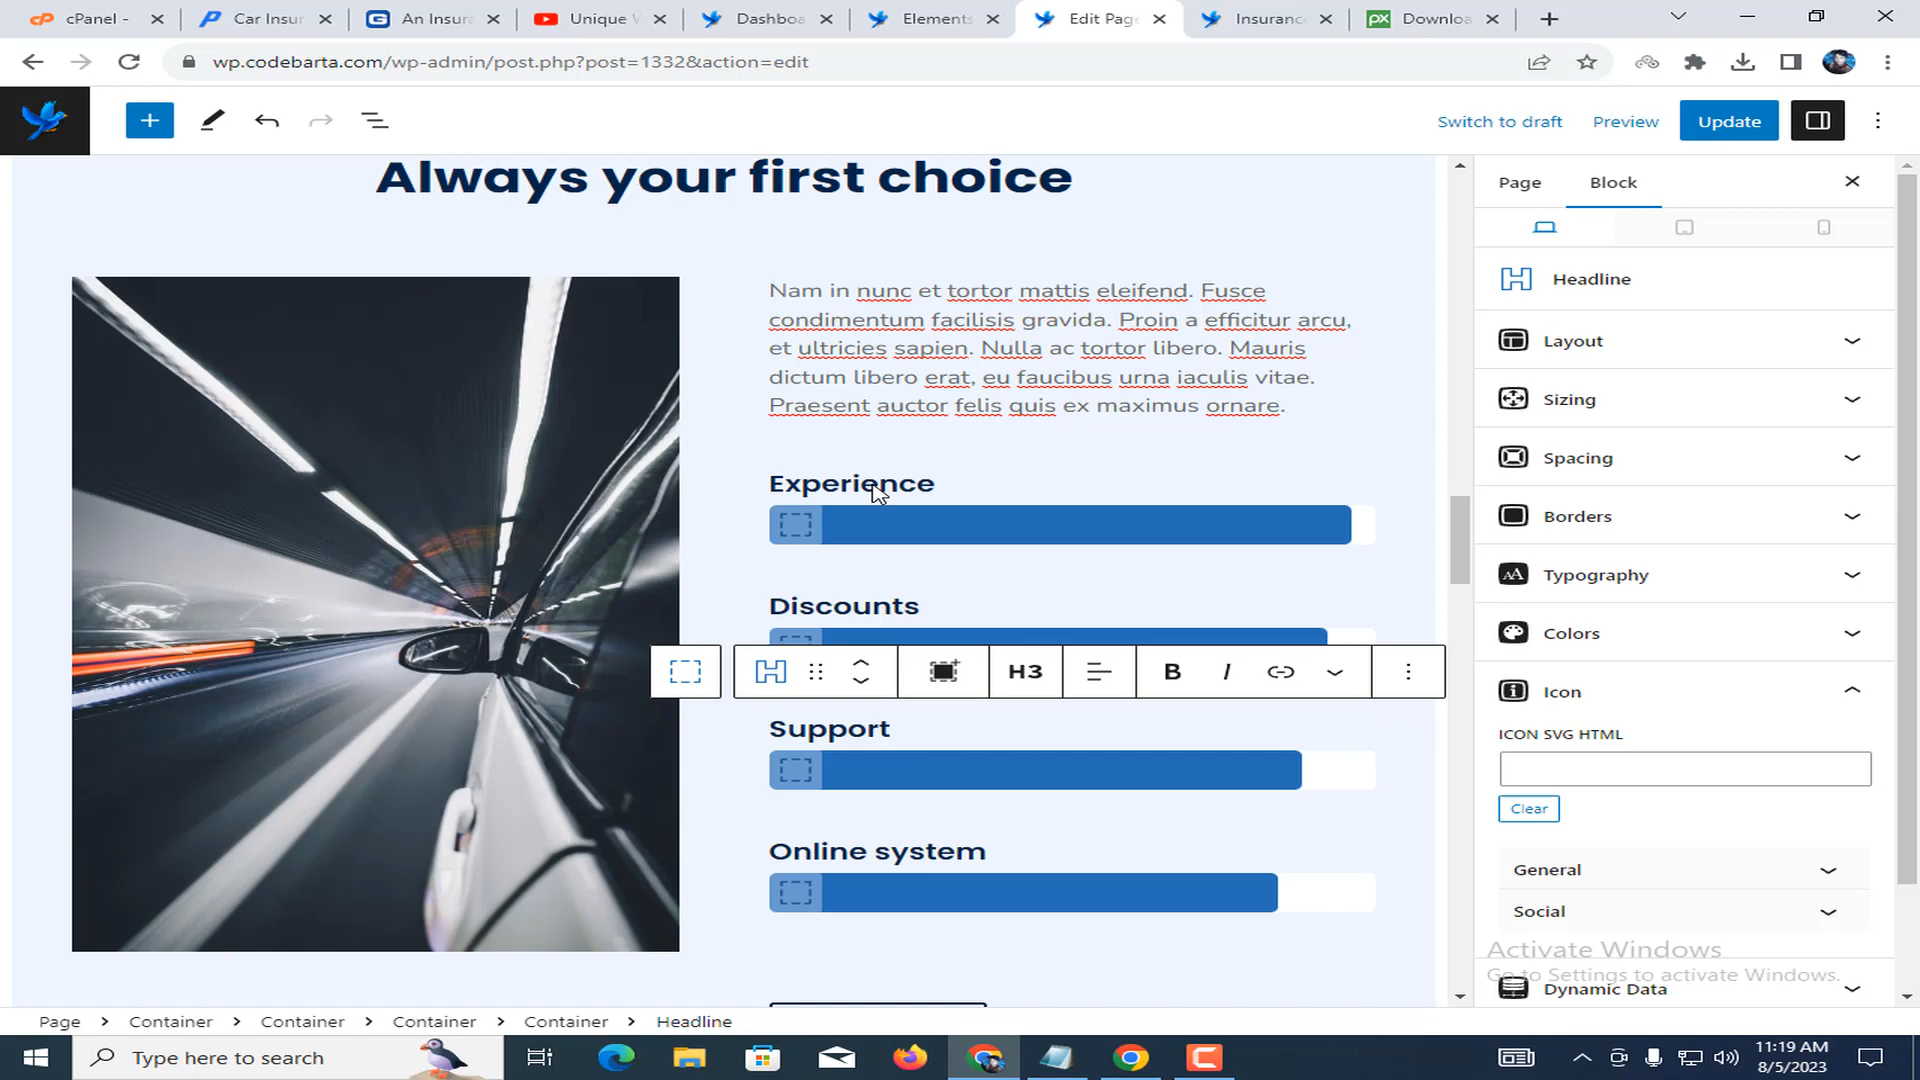 cPanel -
Car Insur
An Insura
Unique V
Dashboa
Elements
Edit Page
Insurance
Downloa
wp.codebarta.com/wp-admin/post.php?post=1332&action=edit
Switch to draft
Preview
Update
Always your first choice
Page
Block
Headline
Nam in nunc et tortor mattis eleifend. Fusce
condimentum facilisis gravida. Proin a efficitur arcu,
et ultricies sapien. Nulla ac tortor libero. Mauris
dictum libero erat, eu faucibus urna iaculis vitae.
Praesent auctor felis quis ex maximus ornare.
Layout
Sizing
Spacing
Borders
Typography
Colors
Icon
ICON SVG HTML
Clear
General
Social
Dynamic Data
Experience
Discounts
H3
B
I
Support
Online system
Activate Windows
Go to Settings to activate Windows.
Page
Container
Container
Container
Container
Headline
Type here to search
11:19 AM
8/5/2023